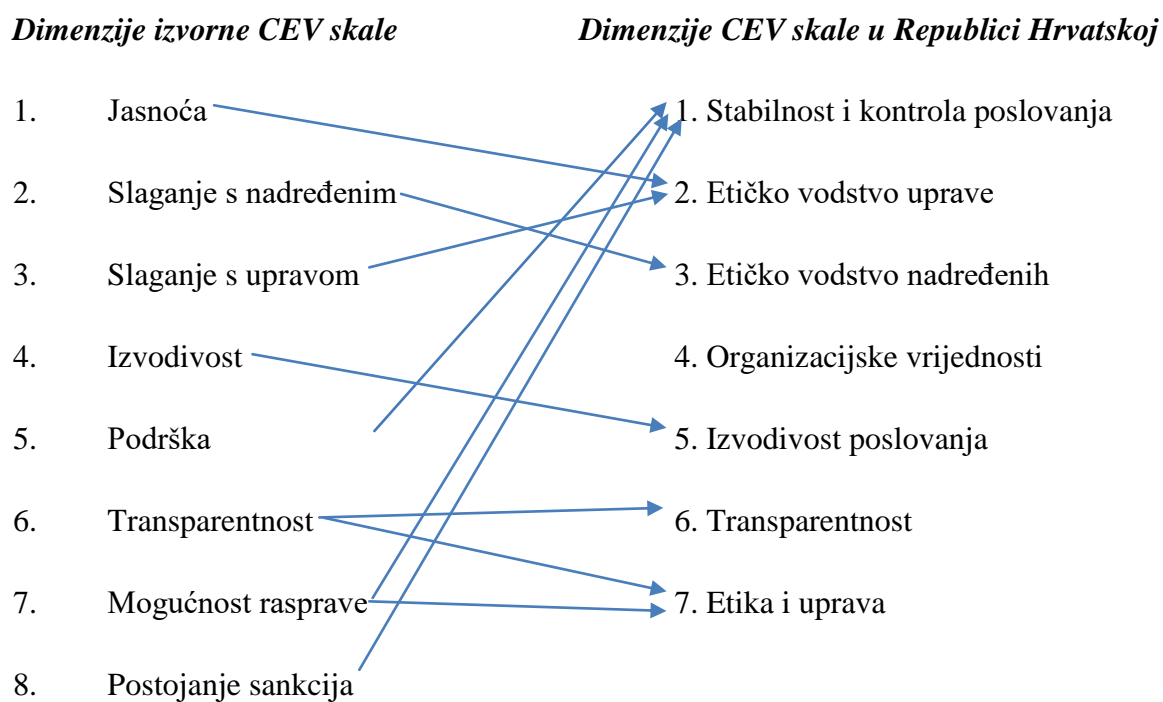 Dimenzije izvorne CEV skale Dimenzije CEV skale u Republici Hrvatskoj
1. Jasnoća 1. Stabilnost i kontrola poslovanja
2. Slaganje s nadređenim 2. Etičko vodstvo uprave
3. Slaganje s upravom 3. Etičko vodstvo nadređenih
4. Izvodivost 4. Organizacijske vrijednosti
5. Podrška 5. Izvodivost poslovanja
6. Transparentnost 6. Transparentnost
7. Mogućnost rasprave 7. Etika i uprava
8. Postojanje sankcija